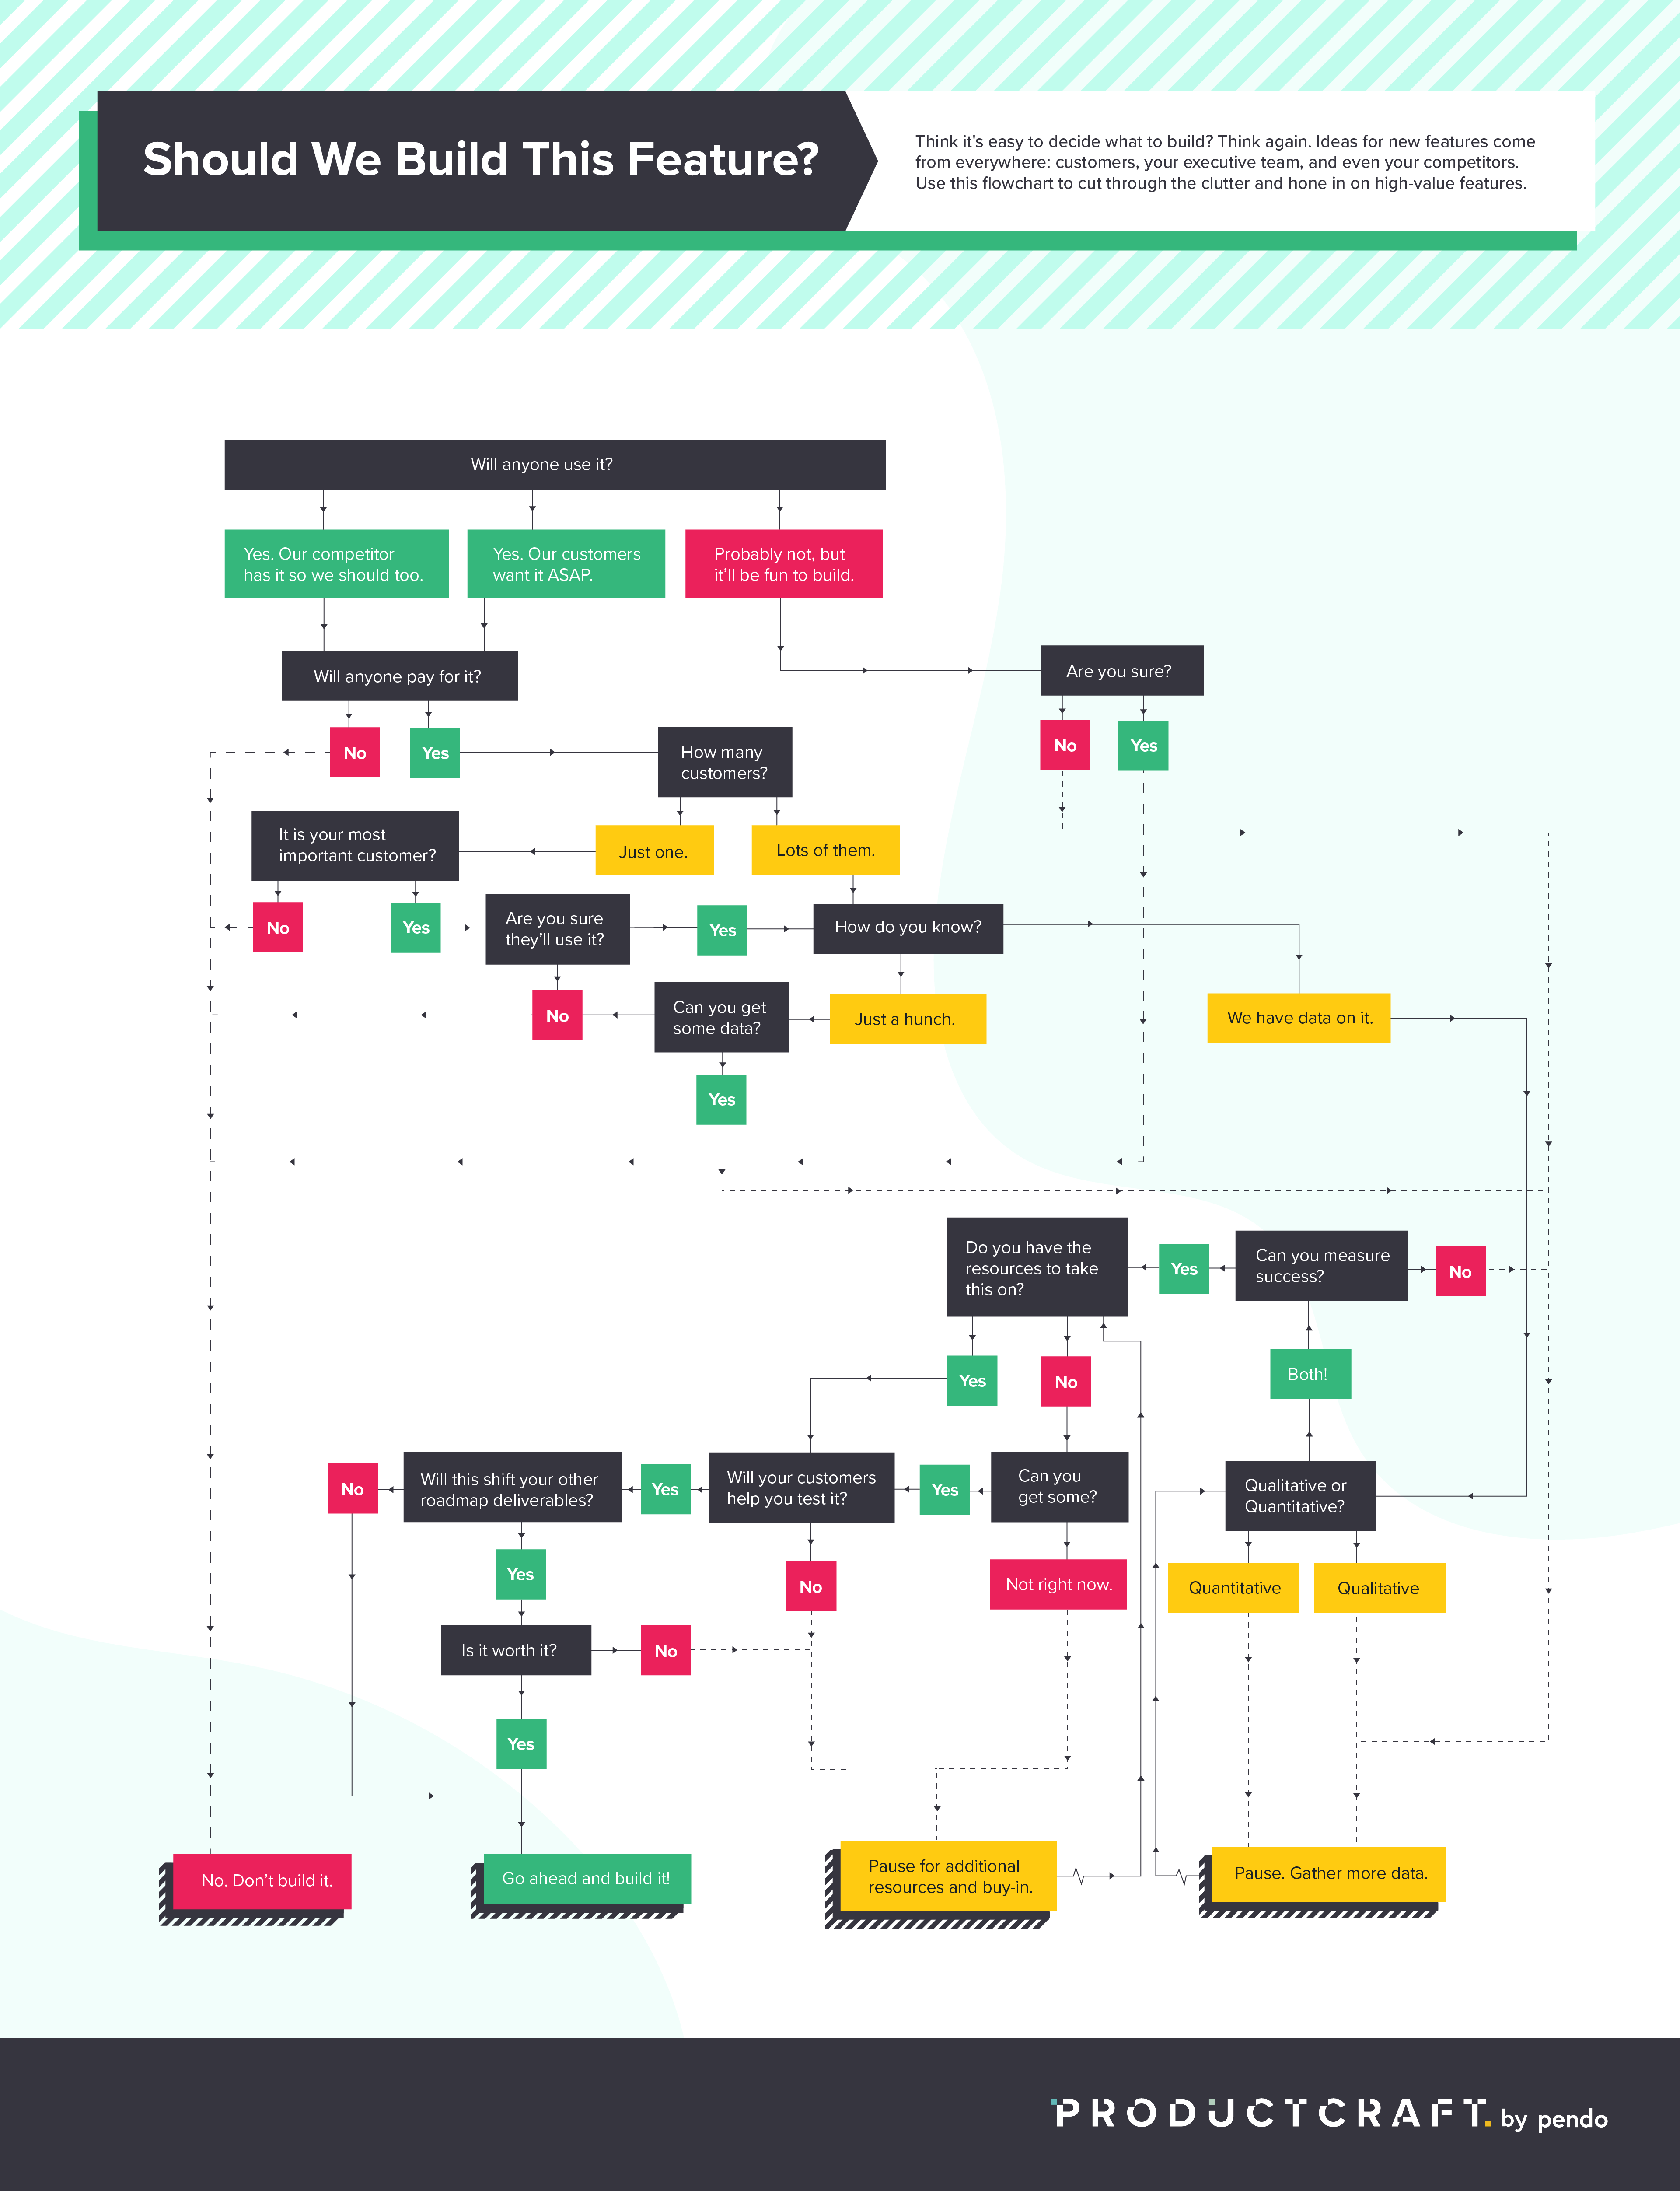 Should We Build This Feature?
Think it's easy to decide what to build? Think again. Ideas for new features come
from everywhere: customers, your executive team, and even your competitors.
Use this flowchart to cut through the clutter and hone in on high-value features.
Will anyone use it?
Yes. Our competitor
has it so we should too.
Yes. Our customers
want it ASAP.
Probably not, but
it'll be fun to build.
Will anyone pay for it?
Are you sure?
No
Yes
How many
customers?
No
Yes
It is your most
important customer?
Just one.
Lots of them.
No
Yes
Are you sure
they'll use it?
Yes
How do you know?
No
Can you get
some data?
Just a hunch.
We have data on it.
Yes
Do you have the
resources to take
this on?
Yes
Can you measure
success?
No
Yes
No
Both!
No
Will this shift your other
roadmap deliverables?
Yes
Will your customers
help you test it?
Yes
Can you
get some?
Qualitative or
Quantitative?
Yes
No
Not right now.
Quantitative
Qualitative
Is it worth it?
No
Yes
No. Don't build it.
Go ahead and build it!
Pause for additional
resources and buy-in.
Pause. Gather more data.
PRODUCTCRAFT. by pendo